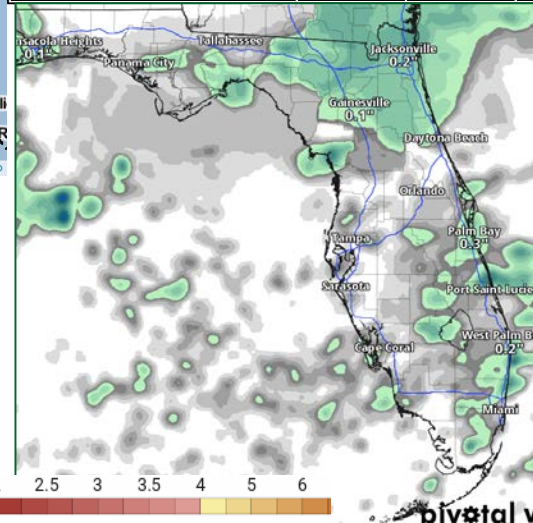 nsacola Heights
0.1"
Tallahassee
Panama City
Jacksonville
0.2"
Gainesville
0.1"
Daytona Beach
Orlando
Tampa
Palm Bay
0.3"
Sarasota
Port Saint Lucie
West Palm B
0.2"
Cape Coral
Miami
2.5 3 3.5 4 5 6
pivotal w